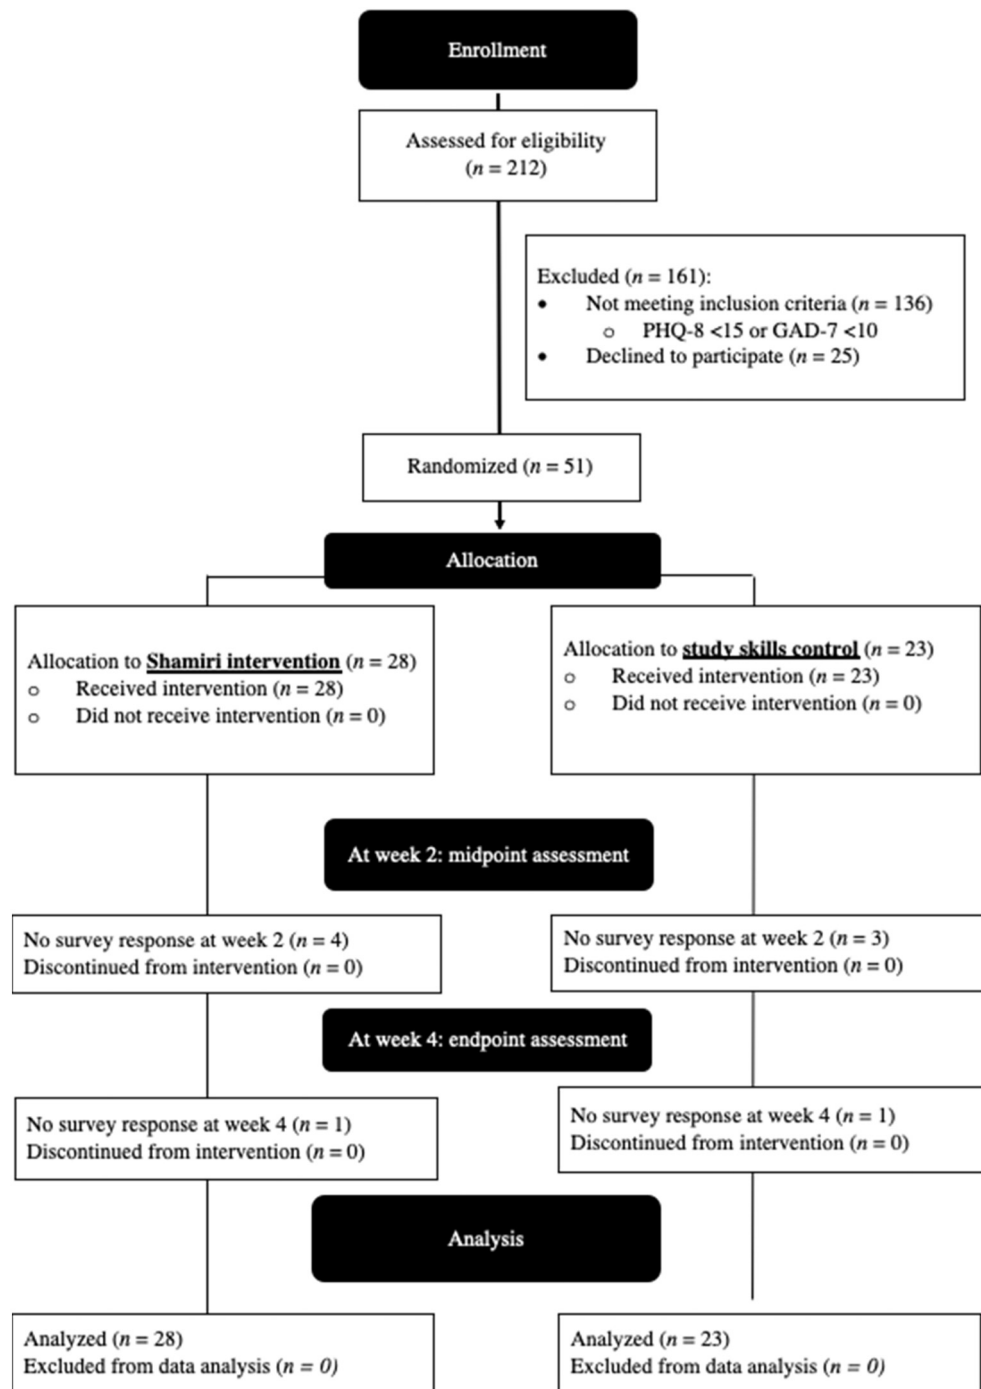 Enrollment
Assessed for eligibility
(n = 212)
Excluded (n = 161):
• Not meeting inclusion criteria (n = 136)
o PHQ-8 <15 or GAD-7 <10
• Declined to participate (n = 25)
Randomized (n = 51)
Allocation
Allocation to Shamiri intervention (n = 28)
o Received intervention (n = 28)
o Did not receive intervention (n = 0)
Allocation to study skills control (n = 23)
o Received intervention (n = 23)
o Did not receive intervention (n = 0)
At week 2: midpoint assessment
No survey response at week 2 (n = 4)
Discontinued from intervention (n = 0)
No survey response at week 2 (n = 3)
Discontinued from intervention (n = 0)
At week 4: endpoint assessment
No survey response at week 4 (n = 1)
Discontinued from intervention (n = 0)
No survey response at week 4 (n = 1)
Discontinued from intervention (n = 0)
Analysis
Analyzed (n = 28)
Excluded from data analysis (n = 0)
Analyzed (n = 23)
Excluded from data analysis (n = 0)